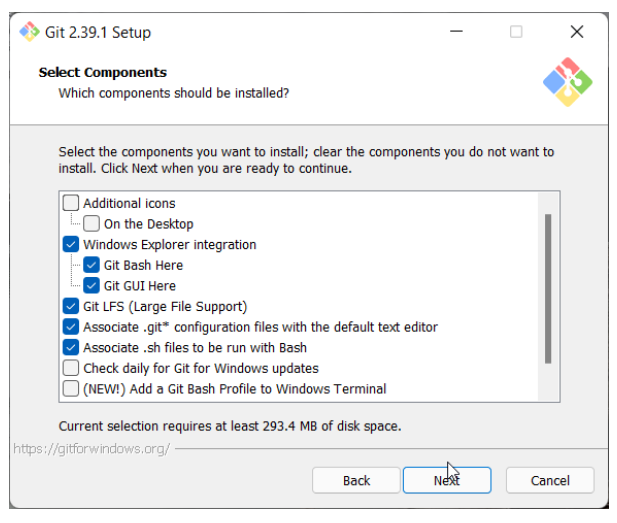 Git 2.39.1 Setup
Select Components
Which components should be installed?
Select the components you want to install; clear the components you do not want to
install. Click Next when you are ready to continue.
Additional icons
On the Desktop
Windows Explorer integration
Git Bash Here
Git GUI Here
Git LFS (Large File Support)
Associate .git* configuration files with the default text editor
Associate .sh files to be run with Bash
Check daily for Git for Windows updates
(NEW!) Add a Git Bash Profile to Windows Terminal
Current selection requires at least 293.4 MB of disk space.
https://gitforwindows.org/
Back Next Cancel